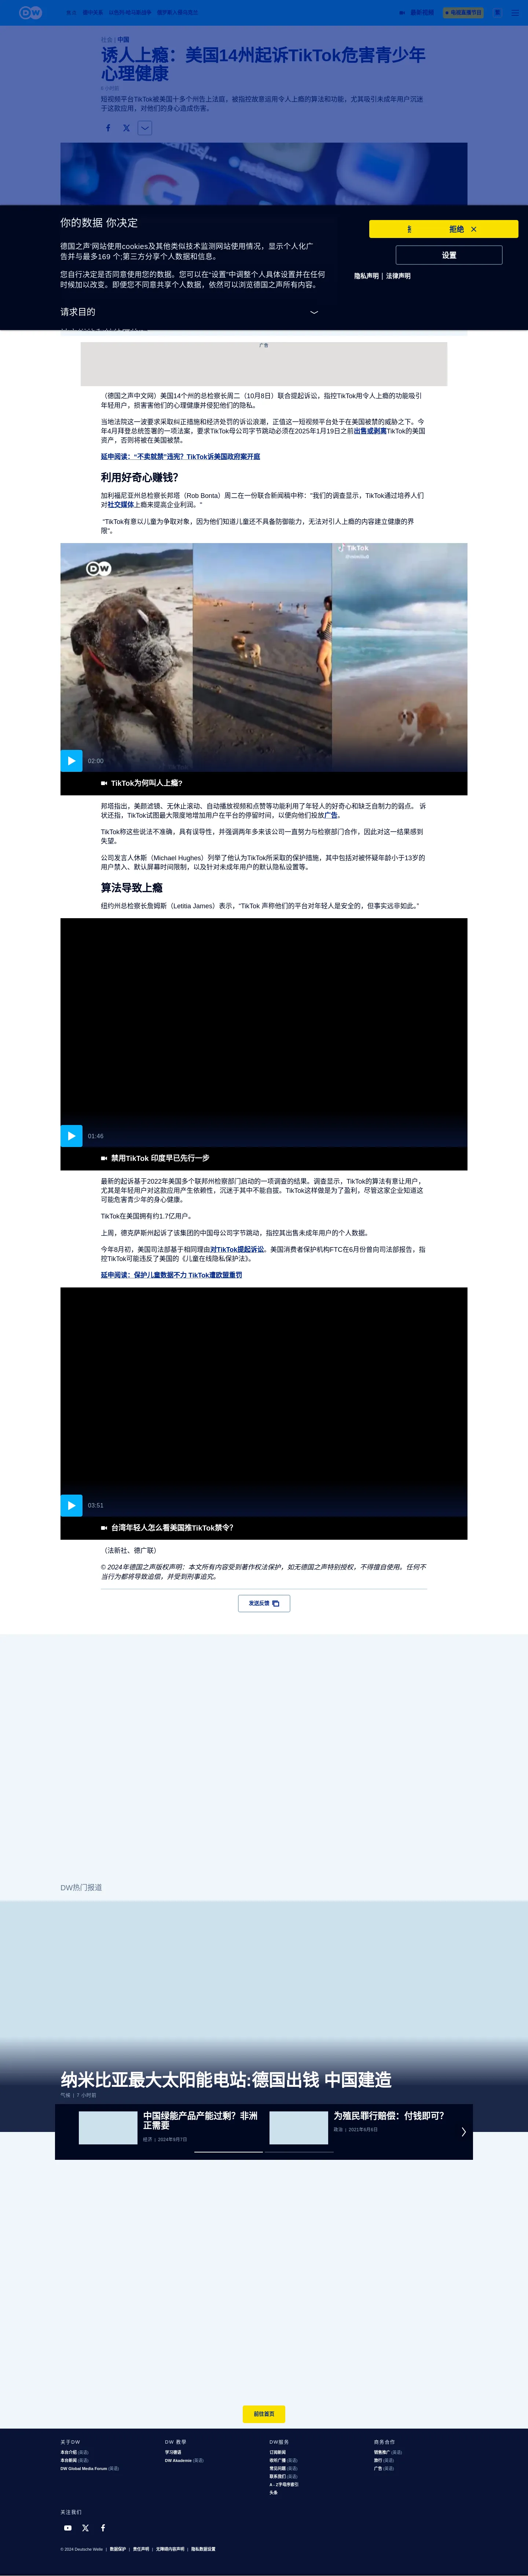 DW
最新视频
电视直播节目
繁
社会 | 中国
诱人上瘾：美国14州起诉TikTok危害青少年
心理健康
短视频平台TikTok被美国十多个州告上法庭，被指控故意运用令人上瘾的算法和功能，尤其吸引未成年用户沉迷
于这款应用，对他们的身心造成伤害。
你的数据 你决定
德国之声'网站使用cookies及其他类似技术监测网站使用情况，显示个人化广
告并与最多169 个;第三方分享个人数据和信息。
您自行决定是否同意使用您的数据。您可以在"设置"中调整个人具体设置并在任何
时候加以改变。即便您不同意共享个人数据，依然可以浏览德国之声所有内容。
请求目的
拒绝
设置
隐私声明 | 法律声明
广告
（德国之声中文网）美国14个州的总检察长周二（10月8日）联合提起诉讼，指控TikTok用令人上瘾的功能吸引
年轻用户，损害害他们的心理健康并侵犯他们的隐私。
当地法院这一波要求采取纠正措施和经济处罚的诉讼浪潮，正值这一短视频平台处于在美国被禁的威胁之下。今
年4月拜登总统签署的一项法案，要求TikTok母公司字节跳动必须在2025年1月19日之前出售或剥离TikTok的美国
资产，否则将被在美国被禁。
延申阅读："不卖就禁"违宪？TikTok诉美国政府案开庭
利用好奇心赚钱？
加利福尼亚州总检察长邦塔（Rob Bonta）周二在一份联合新闻稿中称："我们的调查显示，TikTok通过培养人们
对社交媒体上瘾来提高企业利润。"
"TikTok有意以儿童为争取对象，因为他们知道儿童还不具备防御能力，无法对引人上瘾的内容建立健康的界
限"。
DW
TikTok
02:00
TikTok为何叫人上瘾？
邦塔指出，美颜滤镜、无休止滚动、自动播放视频和点赞等功能利用了年轻人的好奇心和缺乏自制力的弱点。 诉
状还指，TikTok试图最大限度地增加用户在平台的停留时间，以便向他们投放广告。
TikTok称这些说法不准确，具有误导性，并强调两年多来该公司一直努力与检察部门合作，因此对这一结果感到
失望。
公司发言人休斯（Michael Hughes）列举了他认为TikTok所采取的保护措施，其中包括对被怀疑年龄小于13岁的
用户禁入、默认屏幕时间限制，以及针对未成年用户的默认隐私设置等。
算法导致上瘾
纽约州总检察长詹姆斯（Letitia James）表示，"TikTok 声称他们的平台对年轻人是安全的，但事实远非如此。"
01:46
禁用TikTok 印度早已先行一步
最新的起诉基于2022年美国多个联邦州检察部门启动的一项调查的结果。调查显示，TikTok的算法有意让用户，
尤其是年轻用户对这款应用产生依赖性，沉迷于其中不能自拔。TikTok这样做是为了盈利，尽管这家企业知道这
可能危害青少年的身心健康。
TikTok在美国拥有约1.7亿用户。
上周，德克萨斯州起诉了该集团的中国母公司字节跳动，指控其出售未成年用户的个人数据。
今年8月初，美国司法部基于相同理由对TikTok提起诉讼。美国消费者保护机构FTC在6月份曾向司法部报告，指
控TikTok可能违反了美国的《儿童在线隐私保护法》。
延申阅读：保护儿童数据不力 TikTok遭欧盟重罚
03:51
台湾年轻人怎么看美国推TikTok禁令？
（法新社、德广联）
© 2024年德国之声版权声明：本文所有内容受到著作权法保护，如无德国之声特别授权，不得擅自使用。任何不
当行为都将导致追偿，并受到刑事追究。
发送反馈
DW热门报道
纳米比亚最大太阳能电站:德国出钱 中国建造
气候 | 7 小时前
中国绿能产品产能过剩？非洲
正需要
经济 | 2024年9月7日
为殖民罪行赔偿：付钱即可？
政治 | 2021年6月6日
前往首页
关于DW
本台介绍 (英语)
本台新闻 (英语)
DW Global Media Forum (英语)
DW 教學
学习德语
DW Akademie (英语)
DW服务
订阅新闻
收听广播 (英语)
常见问题 (英语)
联系我们 (英语)
A - Z字母序索引
头条
商务合作
销售推广 (英语)
旅行 (英语)
广告 (英语)
关注我们
© 2024 Deutsche Welle | 数据保护 | 责任声明 | 无障碍内容声明 | 隐私数据设置